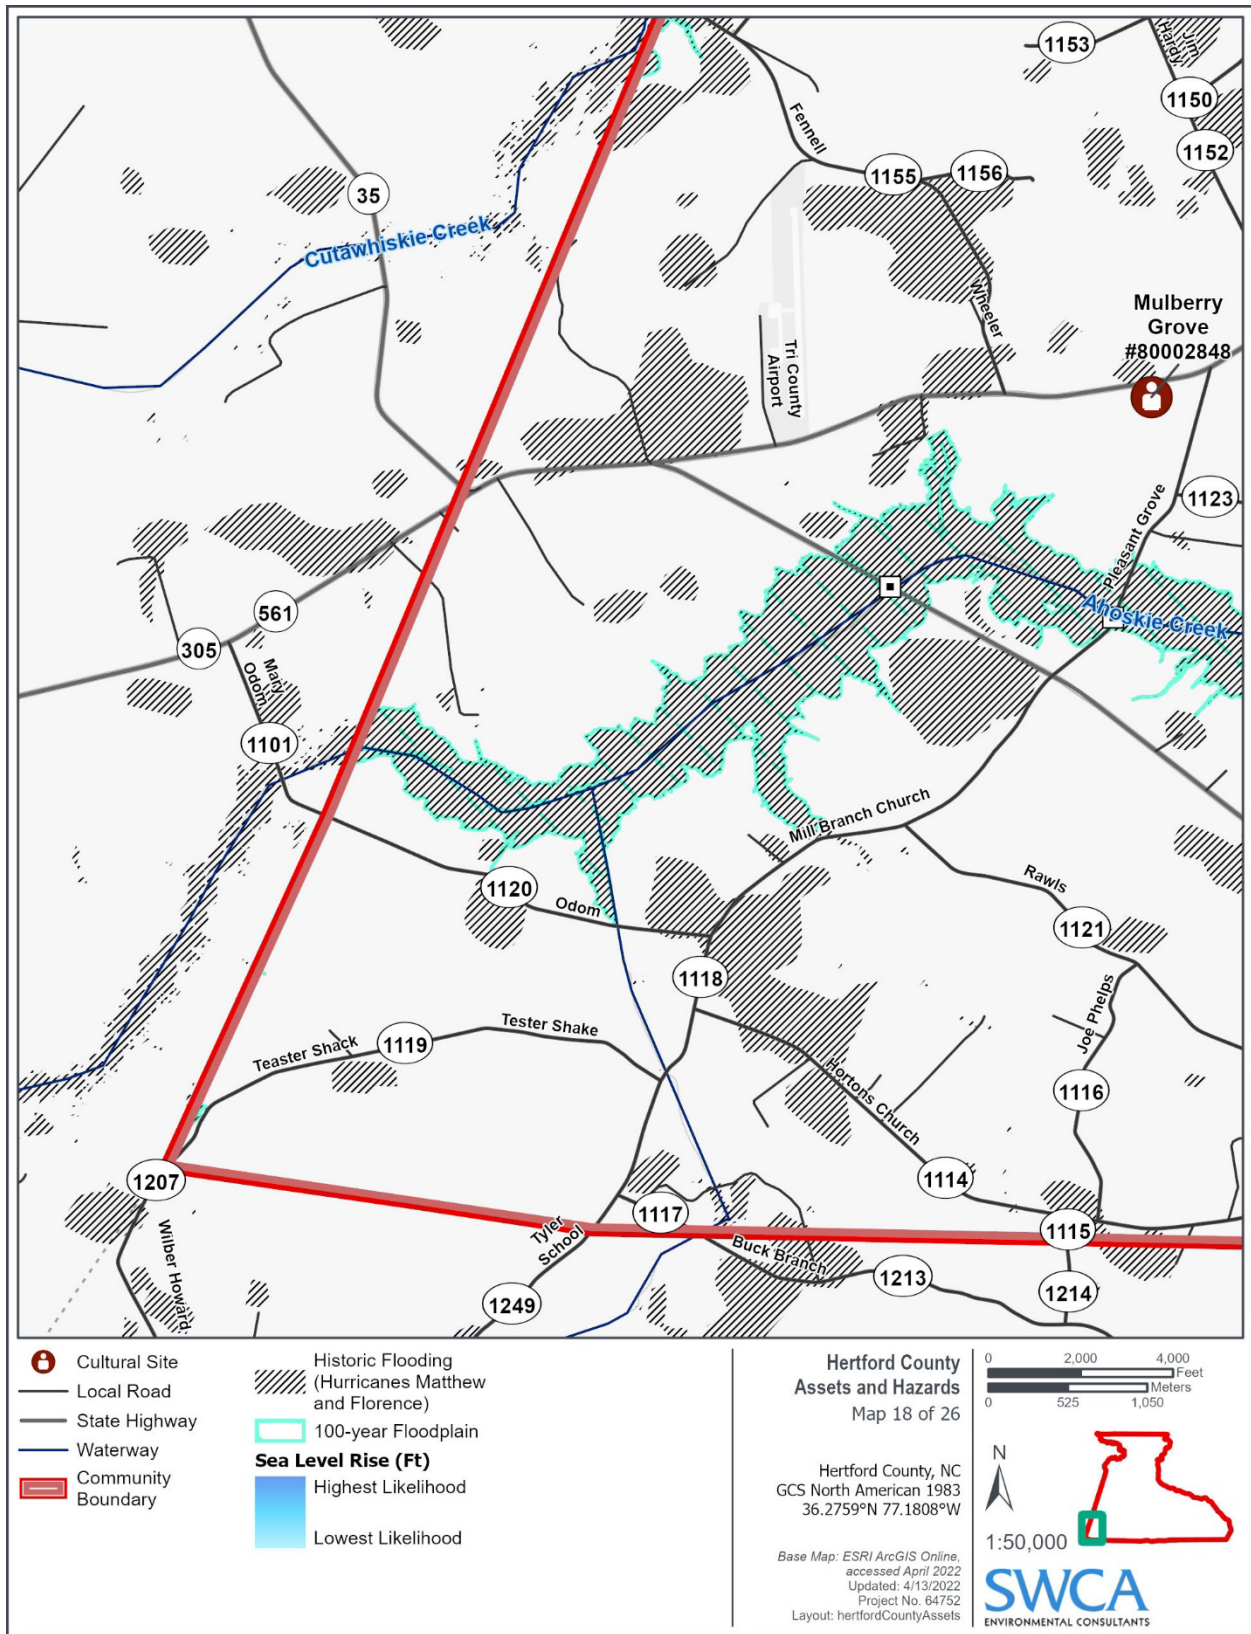 1153
Jim
Hardy
1150
1152
Fennell
1155
1156
35
Cutawhiskie Creek
Wheeler
Mulberry
Grove
#80002848
Tri County
Airport
1123
Pleasant Grove
Ahoskie Creek
561
305
Mary
Odom
1101
Mill Branch Church
Rawls
1120
Odom
1121
1118
Joe Phelps
Tester Shake
Teaster Shack
1119
Hortons Church
1116
1207
1114
1117
1115
Tyler
School
Buck Branch
Wilber Howard
1213
1214
1249
Cultural Site
Local Road
State Highway
Waterway
Community
Boundary
Historic Flooding
(Hurricanes Matthew
and Florence)
100-year Floodplain
Sea Level Rise (Ft)
Highest Likelihood
Lowest Likelihood
Hertford County
Assets and Hazards
Map 18 of 26
Hertford County, NC
GCS North American 1983
36.2759°N 77.1808°W
Base Map: ESRI ArcGIS Online,
accessed April 2022
Updated: 4/13/2022
Project No. 64752
Layout: hertfordCountyAssets
0 2,000 4,000
Feet
Meters
0 525 1,050
N
1:50,000
SWCA
ENVIRONMENTAL CONSULTANTS